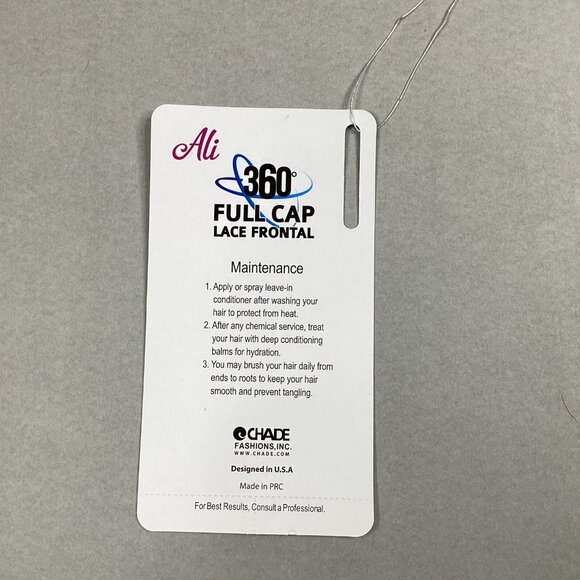 Ali
360°
FULL CAP
LACE FRONTAL
Maintenance
1. Apply or spray leave-in
conditioner after washing your
hair to protect from heat.
2. After any chemical service, treat
your hair with deep conditioning
balms for hydration.
3. You may brush your hair daily from
ends to roots to keep your hair
smooth and prevent tangling.
CHADE
FASHIONS, INC.
WWW.CHADE.COM
Designed in U.S.A
Made in PRC
For Best Results, Consult a Professional.